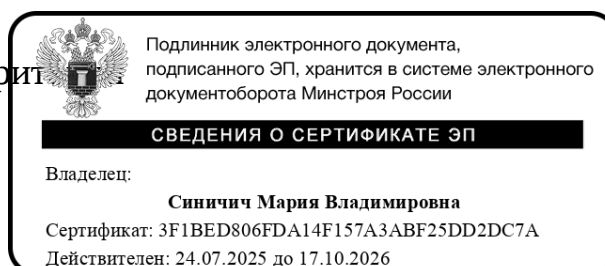 Подлинник электронного документа,
подписанного ЭП, хранится в системе электронного
документоборота Минстроя России
СВЕДЕНИЯ О СЕРТИФИКАТЕ ЭП
Владелец:
Синичич Мария Владимировна
Сертификат: 3F1BED806FDA14F157A3ABF25DD2DC7A
Действителен: 24.07.2025 до 17.10.2026